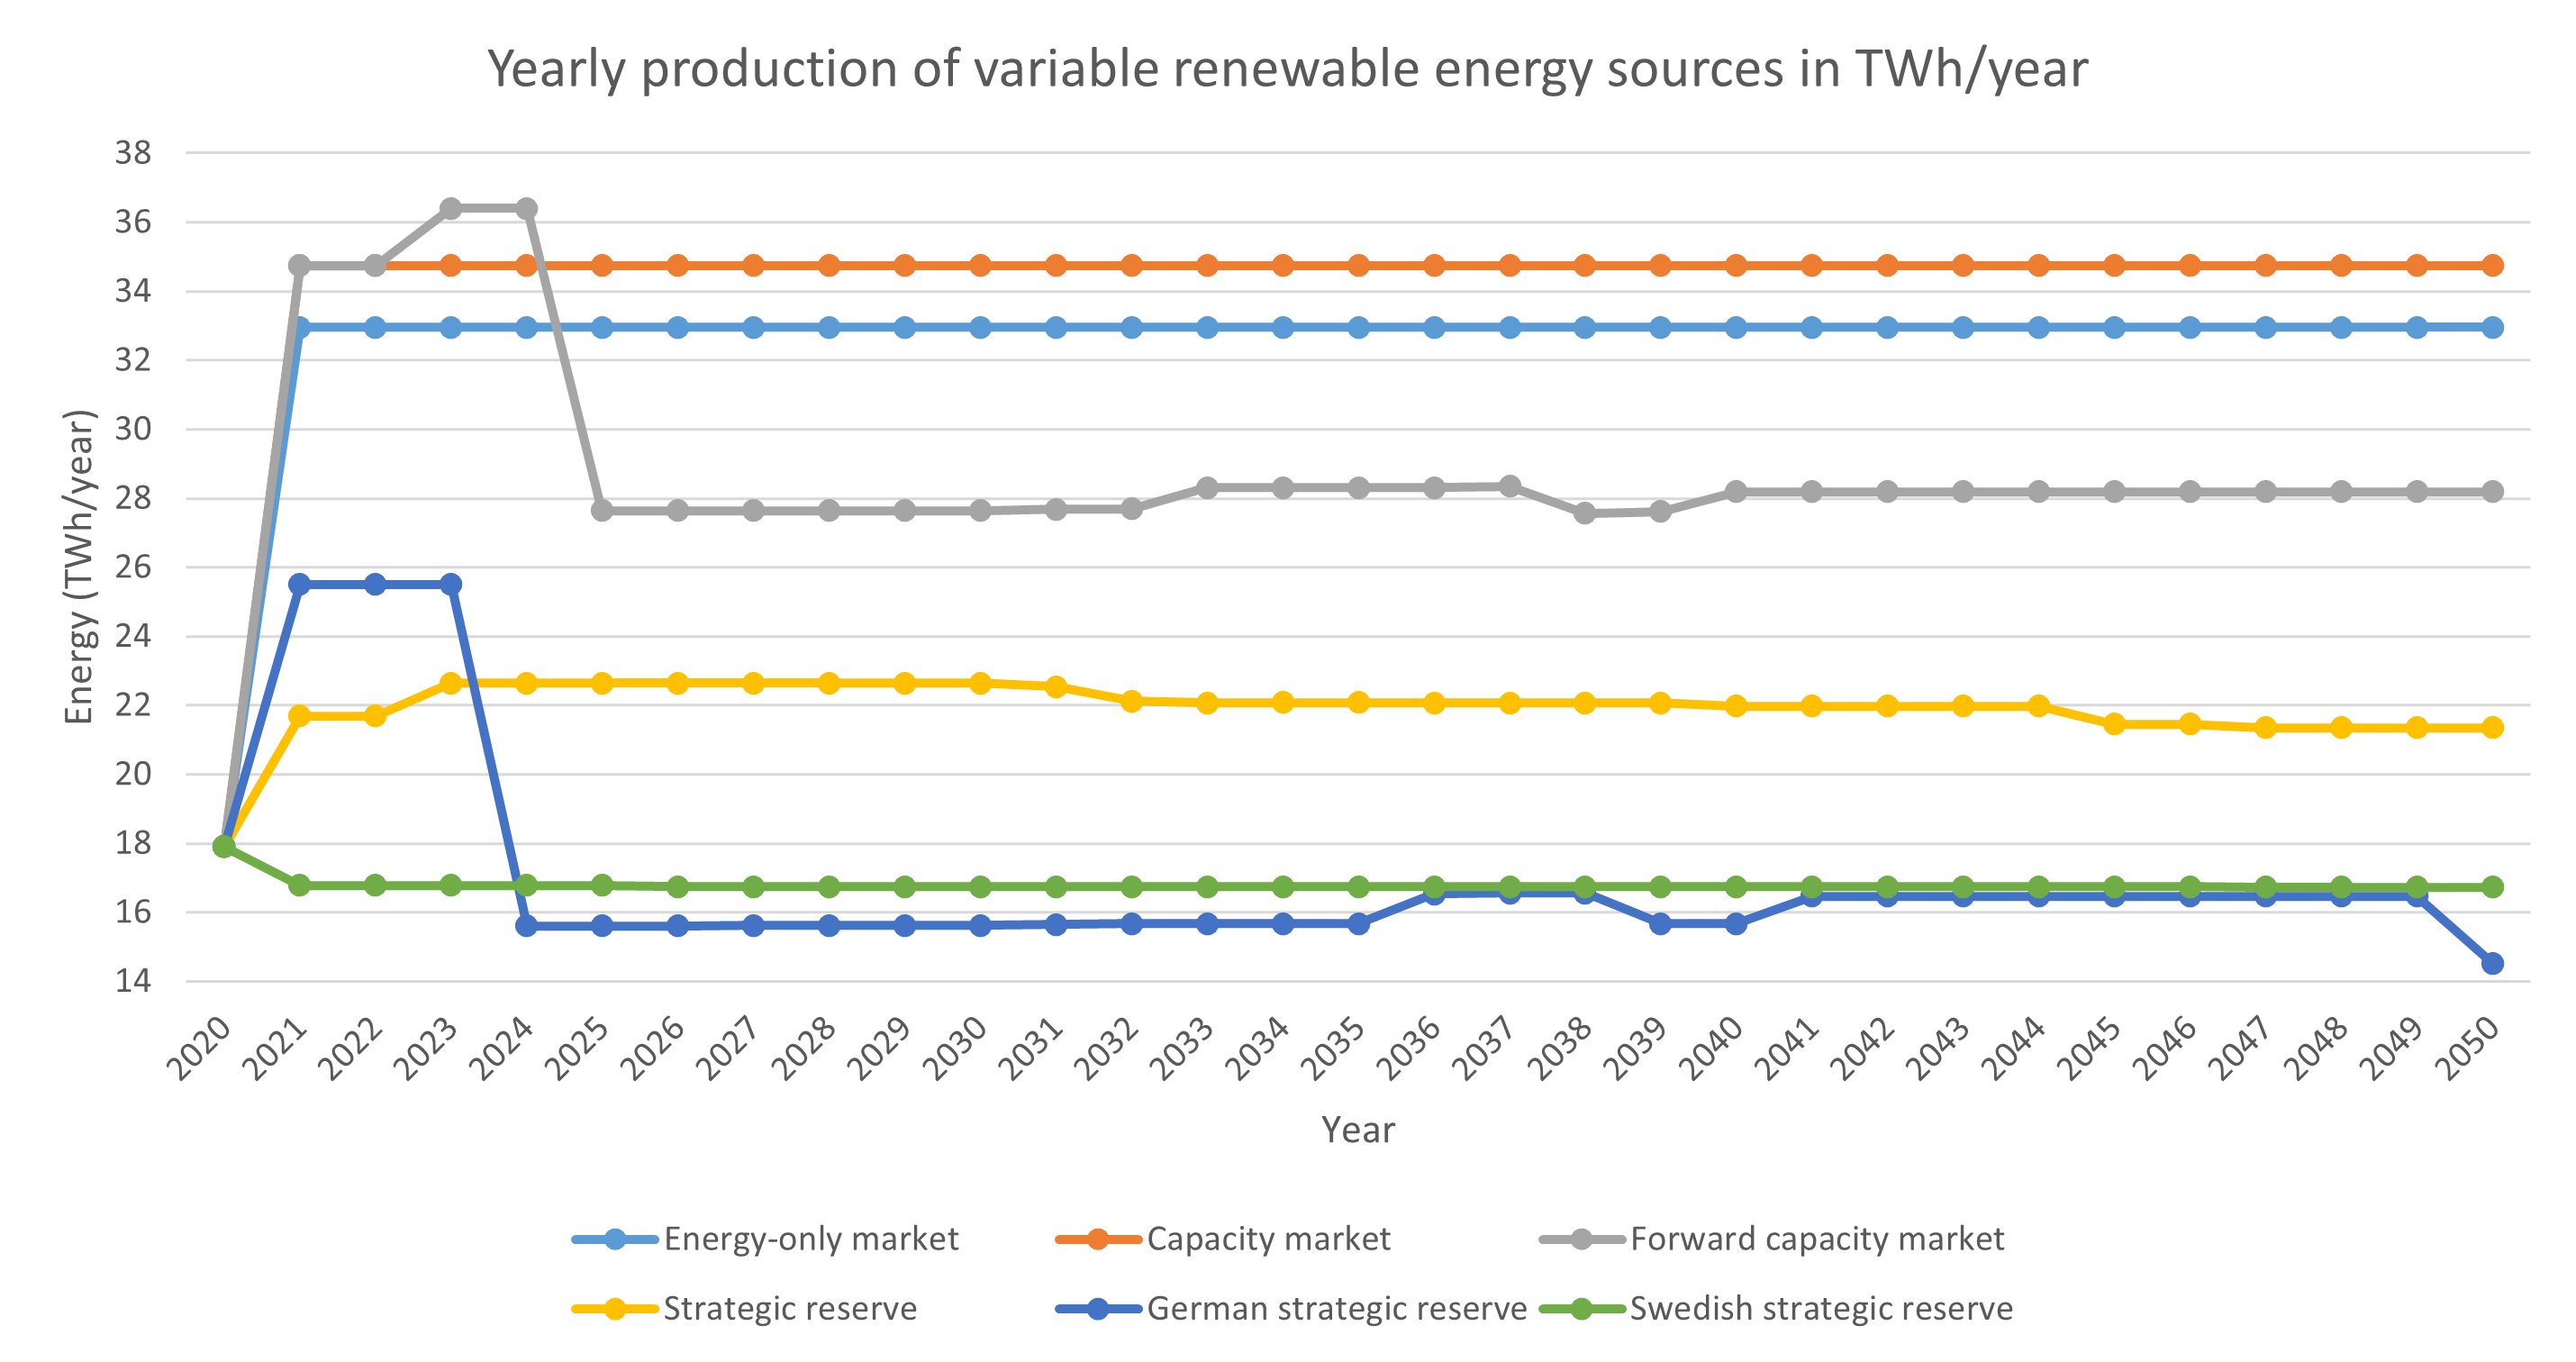 Yearly production of variable renewable energy sources in TWh/year
38
36
34
32
30
28
26
24
22
20
18
16
14
Energy (TWh/year)
2020 2021 2022 2023 2024 2025 2026 2027 2028 2029 2030 2031 2032 2033 2034 2035 2036 2037 2038 2039 2040 2041 2042 2043 2044 2045 2046 2047 2048 2049 2050
Year
Energy-only market Capacity market Forward capacity market
Strategic reserve German strategic reserve Swedish strategic reserve